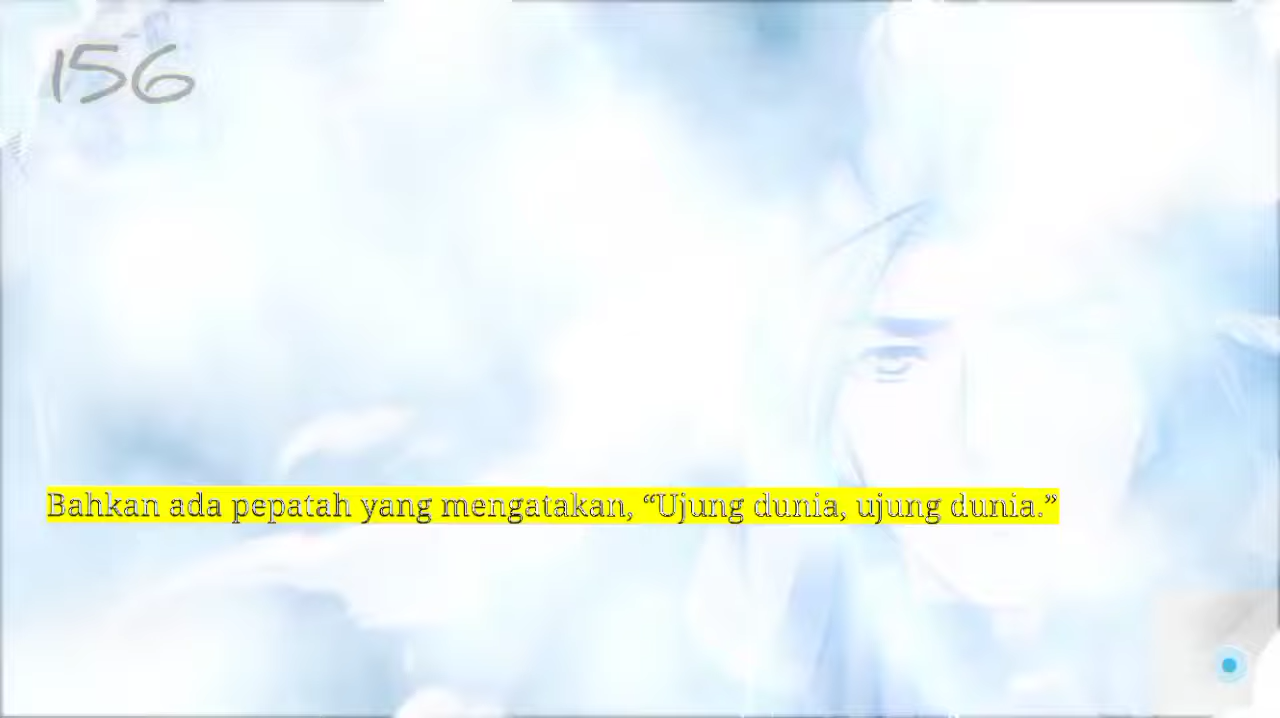 156
Bahkan ada pepatah yang mengatakan, “Ujung dunia, ujung dunia.”